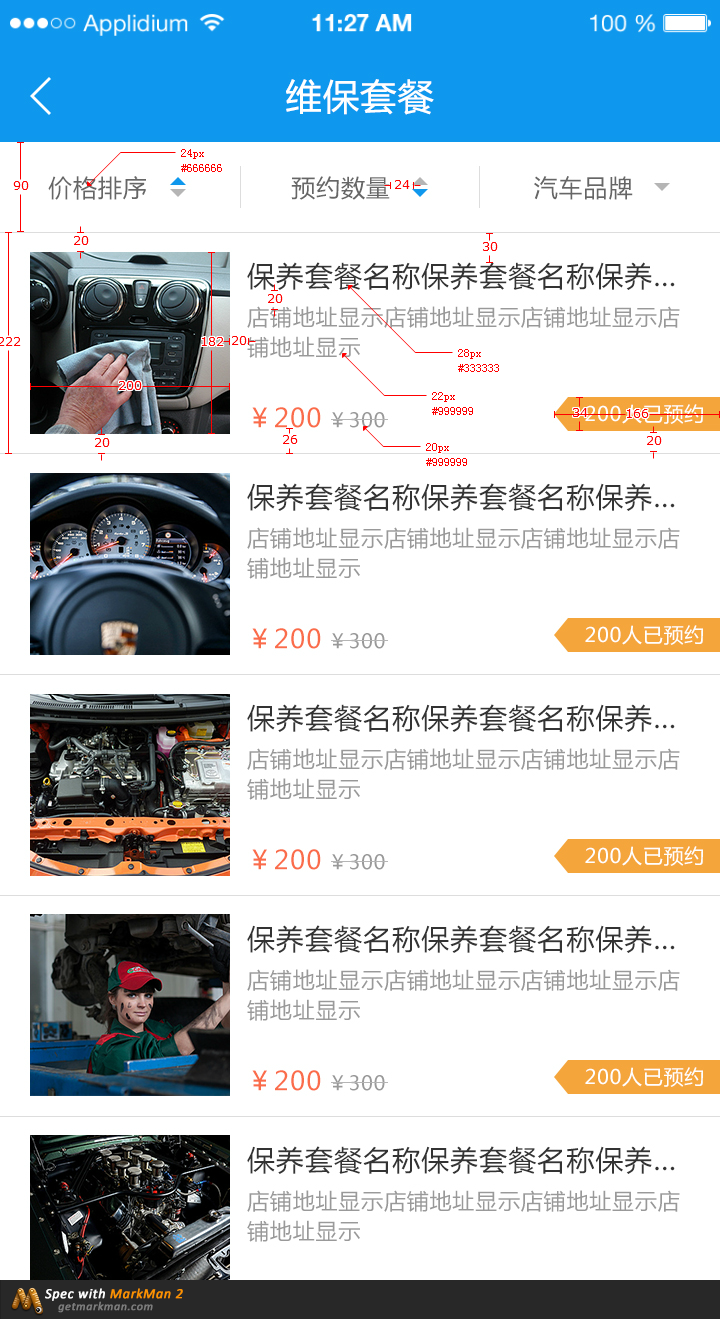 Applidium 11:27 AM 100 %
维保套餐
24px
#666666
90
价格排序 预约数量 24 汽车品牌
20
30
保养套餐名称保养套餐名称保养...
20
店铺地址显示店铺地址显示店铺地址显示店
222
182
20
铺地址显示
28px
#333333
200
22px
#999999
¥200 ¥300
34
166
200人已预约
20
26
20
20px
#999999
保养套餐名称保养套餐名称保养...
店铺地址显示店铺地址显示店铺地址显示店
铺地址显示
¥200 ¥300 200人已预约
保养套餐名称保养套餐名称保养...
店铺地址显示店铺地址显示店铺地址显示店
铺地址显示
¥200 ¥300 200人已预约
保养套餐名称保养套餐名称保养...
店铺地址显示店铺地址显示店铺地址显示店
铺地址显示
¥200 ¥300 200人已预约
保养套餐名称保养套餐名称保养...
店铺地址显示店铺地址显示店铺地址显示店
铺地址显示
Spec with MarkMan 2
getmarkman.com